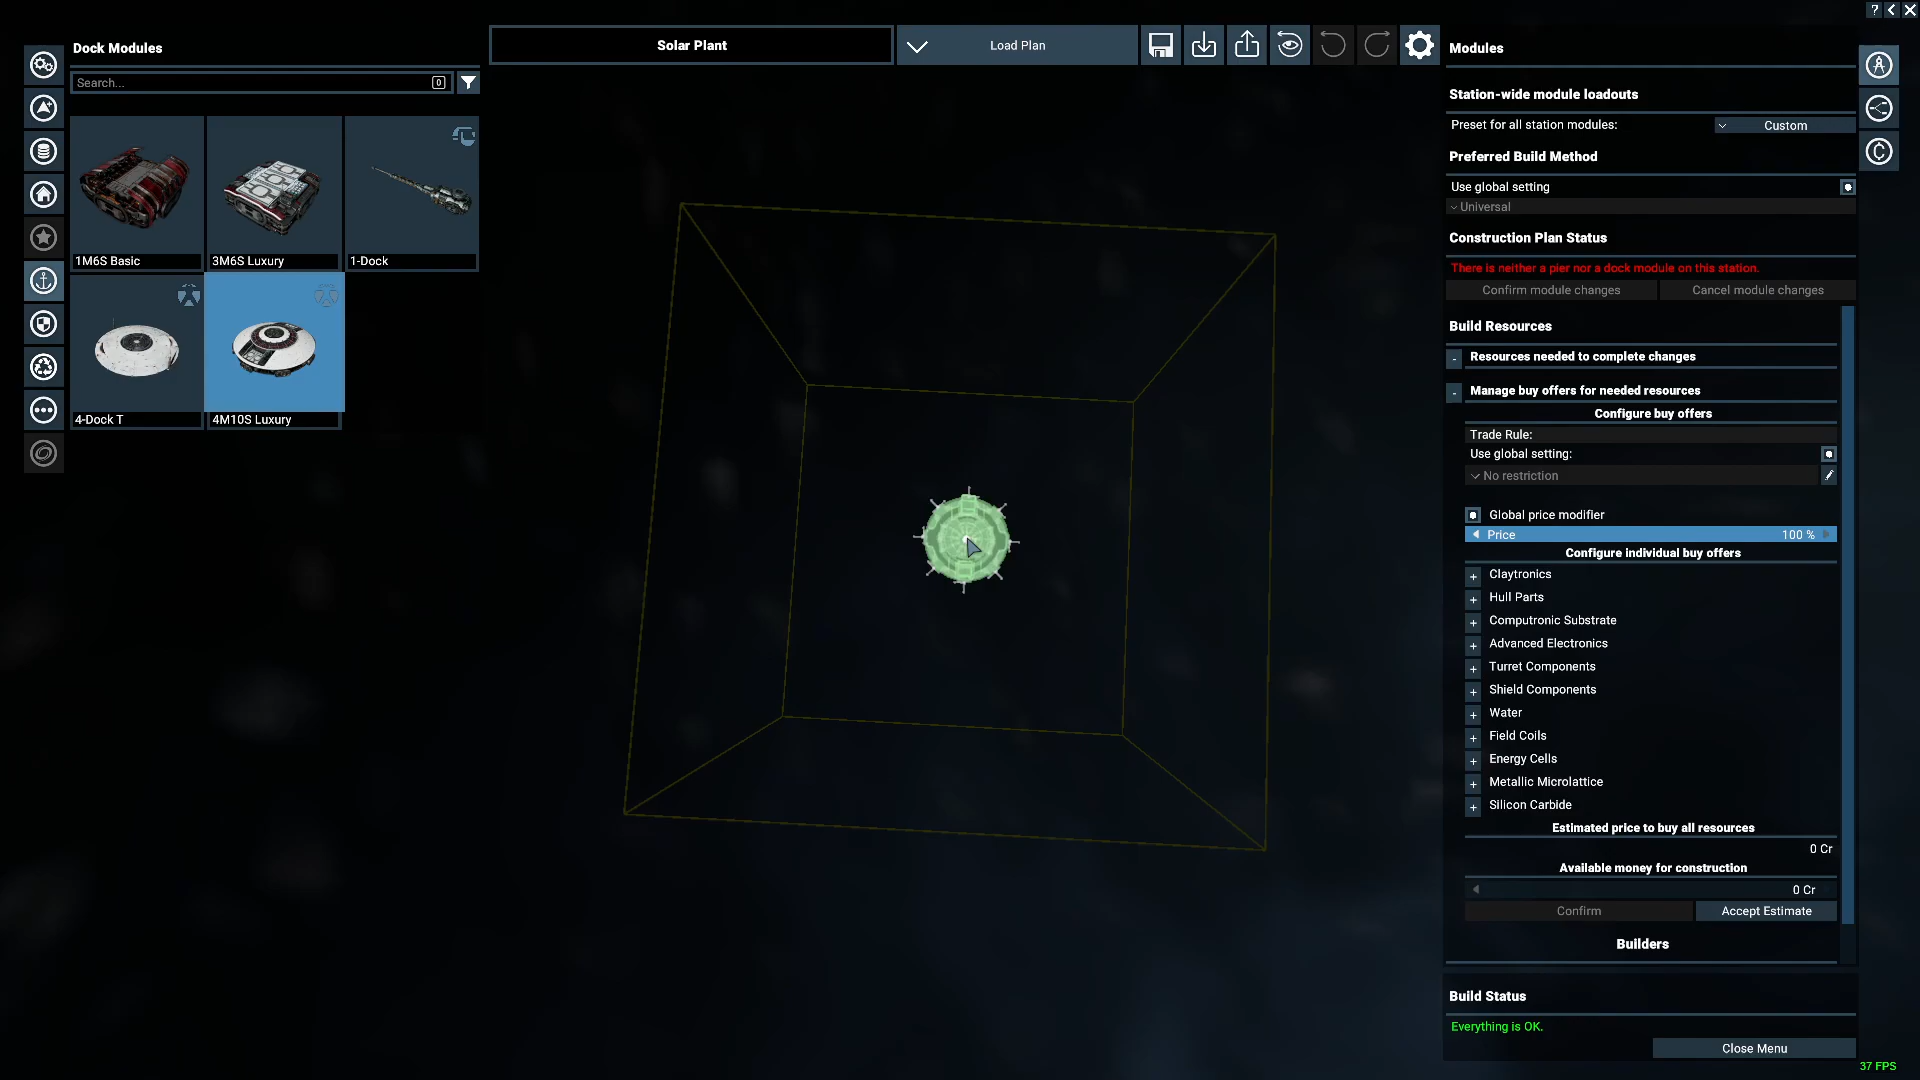 ?
Dock Modules
Search...
0
1M6S Basic
3M6S Luxury
1-Dock
4-Dock T
4M10S Luxury
Solar Plant
Load Plan
Modules
Station-wide module loadouts
Preset for all station modules:
Custom
Preferred Build Method
Use global setting
Universal
Construction Plan Status
There is neither a pier nor a dock module on this station.
Confirm module changes
Cancel module changes
Build Resources
- Resources needed to complete changes
- Manage buy offers for needed resources
Configure buy offers
Trade Rule:
Use global setting:
No restriction
Global price modifier
Price 100 %
Configure individual buy offers
+ Claytronics
+ Hull Parts
+ Computronic Substrate
+ Advanced Electronics
+ Turret Components
+ Shield Components
+ Water
+ Field Coils
+ Energy Cells
+ Metallic Microlattice
+ Silicon Carbide
Estimated price to buy all resources
0 Cr
Available money for construction
0 Cr
Confirm
Accept Estimate
Builders
Build Status
Everything is OK.
Close Menu
37 FPS